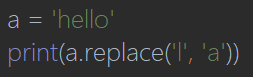 a = 'hello'
print(a.replace('l', 'a'))